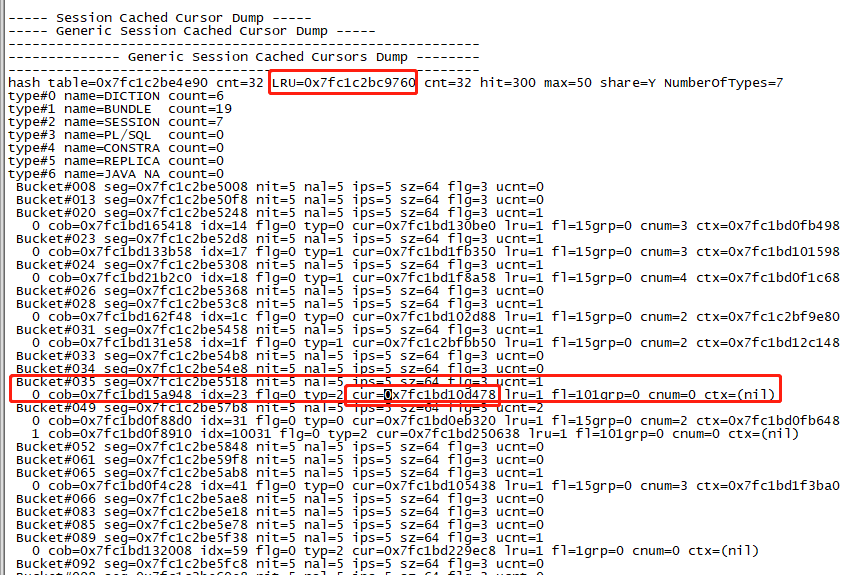 ----- Session Cached Cursor Dump -----
----- Generic Session Cached Cursor Dump -----
-----------------------------------------------------------
-------------- Generic Session Cached Cursors Dump --------
-----------------------------------------------------------
hash table=0x7fc1c2be4e90 cnt=32 LRU=0x7fc1c2bc9760 cnt=32 hit=300 max=50 share=Y NumberOfTypes=7
type#0 name=DICTION count=6
type#1 name=BUNDLE  count=19
type#2 name=SESSION count=7
type#3 name=PL/SQL  count=0
type#4 name=CONSTRA count=0
type#5 name=REPLICA count=0
type#6 name=JAVA NA count=0
Bucket#008 seg=0x7fc1c2be5008 nit=5 nal=5 ips=5 sz=64 flg=3 ucnt=0
Bucket#013 seg=0x7fc1c2be50f8 nit=5 nal=5 ips=5 sz=64 flg=3 ucnt=0
Bucket#020 seg=0x7fc1c2be5248 nit=5 nal=5 ips=5 sz=64 flg=3 ucnt=1
0 cob=0x7fc1bd165418 idx=14 flg=0 typ=0 cur=0x7fc1bd130be0 lru=1 fl=15grp=0 cnum=3 ctx=0x7fc1bd0fb498
Bucket#023 seg=0x7fc1c2be52d8 nit=5 nal=5 ips=5 sz=64 flg=3 ucnt=1
0 cob=0x7fc1bd133b58 idx=17 flg=0 typ=1 cur=0x7fc1bd1fb350 lru=1 fl=15grp=0 cnum=3 ctx=0x7fc1bd101598
Bucket#024 seg=0x7fc1c2be5308 nit=5 nal=5 ips=5 sz=64 flg=3 ucnt=1
0 cob=0x7fc1bd21b2c0 idx=18 flg=0 typ=1 cur=0x7fc1bd1f8a58 lru=1 fl=15grp=0 cnum=4 ctx=0x7fc1bd0f1c68
Bucket#026 seg=0x7fc1c2be5368 nit=5 nal=5 ips=5 sz=64 flg=3 ucnt=0
Bucket#028 seg=0x7fc1c2be53c8 nit=5 nal=5 ips=5 sz=64 flg=3 ucnt=1
0 cob=0x7fc1bd162f48 idx=1c flg=0 typ=0 cur=0x7fc1bd102d88 lru=1 fl=15grp=0 cnum=2 ctx=0x7fc1c2bf9e80
Bucket#031 seg=0x7fc1c2be5458 nit=5 nal=5 ips=5 sz=64 flg=3 ucnt=1
0 cob=0x7fc1bd131e58 idx=1f flg=0 typ=1 cur=0x7fc1c2bfbb50 lru=1 fl=15grp=0 cnum=2 ctx=0x7fc1bd12c148
Bucket#033 seg=0x7fc1c2be54b8 nit=5 nal=5 ips=5 sz=64 flg=3 ucnt=0
Bucket#034 seg=0x7fc1c2be54e8 nit=5 nal=5 ips=5 sz=64 flg=3 ucnt=0
Bucket#035 seg=0x7fc1c2be5518 nit=5 nal=5 ips=5 sz=64 flg=3 ucnt=1
0 cob=0x7fc1bd15a948 idx=23 flg=0 typ=2 cur=0x7fc1bd10d478 lru=1 fl=101grp=0 cnum=0 ctx=(nil)
Bucket#049 seg=0x7fc1c2be57b8 nit=5 nal=5 ips=5 sz=64 flg=3 ucnt=2
0 cob=0x7fc1bd0f88d0 idx=31 flg=0 typ=0 cur=0x7fc1bd0eb320 lru=1 fl=15grp=0 cnum=2 ctx=0x7fc1bd0fb648
1 cob=0x7fc1bd0f8910 idx=10031 flg=0 typ=2 cur=0x7fc1bd250638 lru=1 fl=101grp=0 cnum=0 ctx=(nil)
Bucket#052 seg=0x7fc1c2be5848 nit=5 nal=5 ips=5 sz=64 flg=3 ucnt=0
Bucket#061 seg=0x7fc1c2be59f8 nit=5 nal=5 ips=5 sz=64 flg=3 ucnt=0
Bucket#065 seg=0x7fc1c2be5ab8 nit=5 nal=5 ips=5 sz=64 flg=3 ucnt=1
0 cob=0x7fc1bd0f4c28 idx=41 flg=0 typ=0 cur=0x7fc1bd105438 lru=1 fl=15grp=0 cnum=3 ctx=0x7fc1bd1f3ba0
Bucket#066 seg=0x7fc1c2be5ae8 nit=5 nal=5 ips=5 sz=64 flg=3 ucnt=0
Bucket#083 seg=0x7fc1c2be5e18 nit=5 nal=5 ips=5 sz=64 flg=3 ucnt=0
Bucket#085 seg=0x7fc1c2be5e78 nit=5 nal=5 ips=5 sz=64 flg=3 ucnt=0
Bucket#089 seg=0x7fc1c2be5f38 nit=5 nal=5 ips=5 sz=64 flg=3 ucnt=1
0 cob=0x7fc1bd132008 idx=59 flg=0 typ=2 cur=0x7fc1bd229ec8 lru=1 fl=1grp=0 cnum=0 ctx=(nil)
Bucket#092 seg=0x7fc1c2be5fc8 nit=5 nal=5 ips=5 sz=64 flg=3 ucnt=0